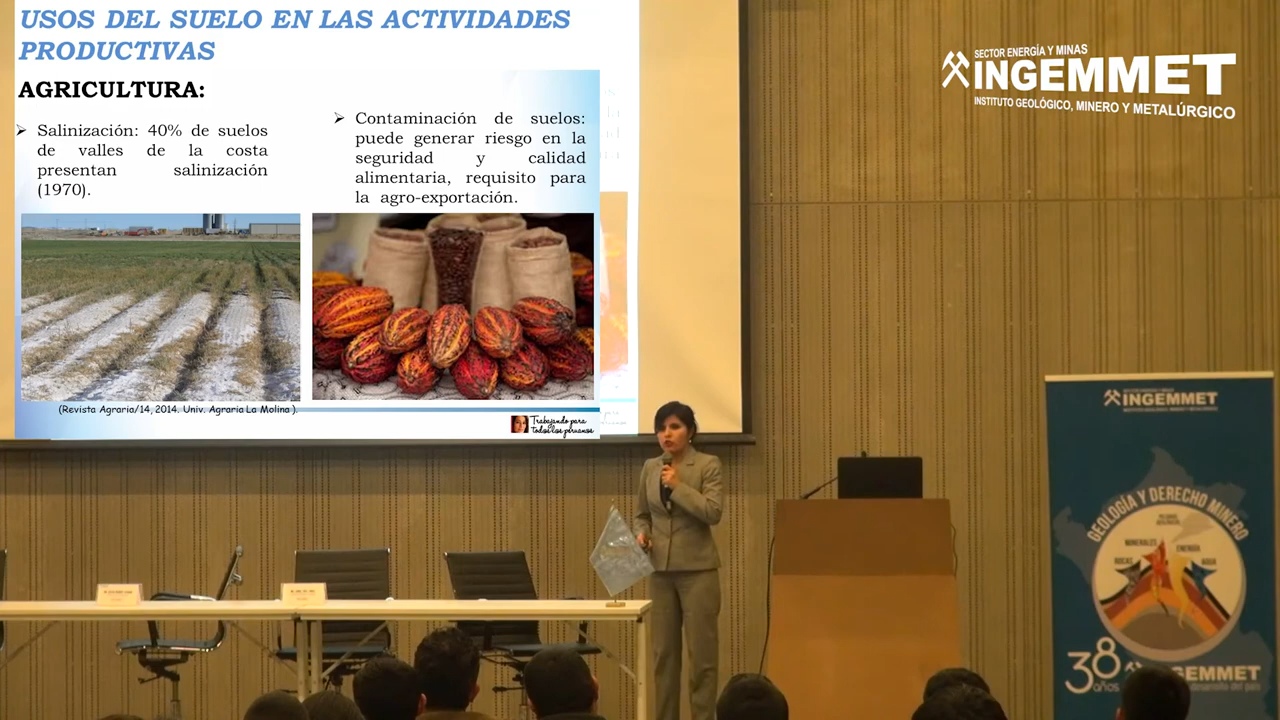 USOS DEL SUELO EN LAS ACTIVIDADES
PRODUCTIVAS
AGRICULTURA:
Salinización: 40% de suelos
de valles de la costa
presentan salinización
(1970).
Contaminación de suelos:
puede generar riesgo en la
seguridad y calidad
alimentaria, requisito para
la agro-exportación.
(Revista Agraria/14, 2014. Univ. Agraria La Molina ).
Trabajando para
todos los peruanos
SECTOR ENERGÍA Y MINAS
INGEMMET
INSTITUTO GEOLÓGICO, MINERO Y METALÚRGICO
INGEMMET
GEOLOGÍA Y DERECHO MINERO
MINERALES
ENERGÍA
ROCAS
AGUA
38
años
INGEMMET